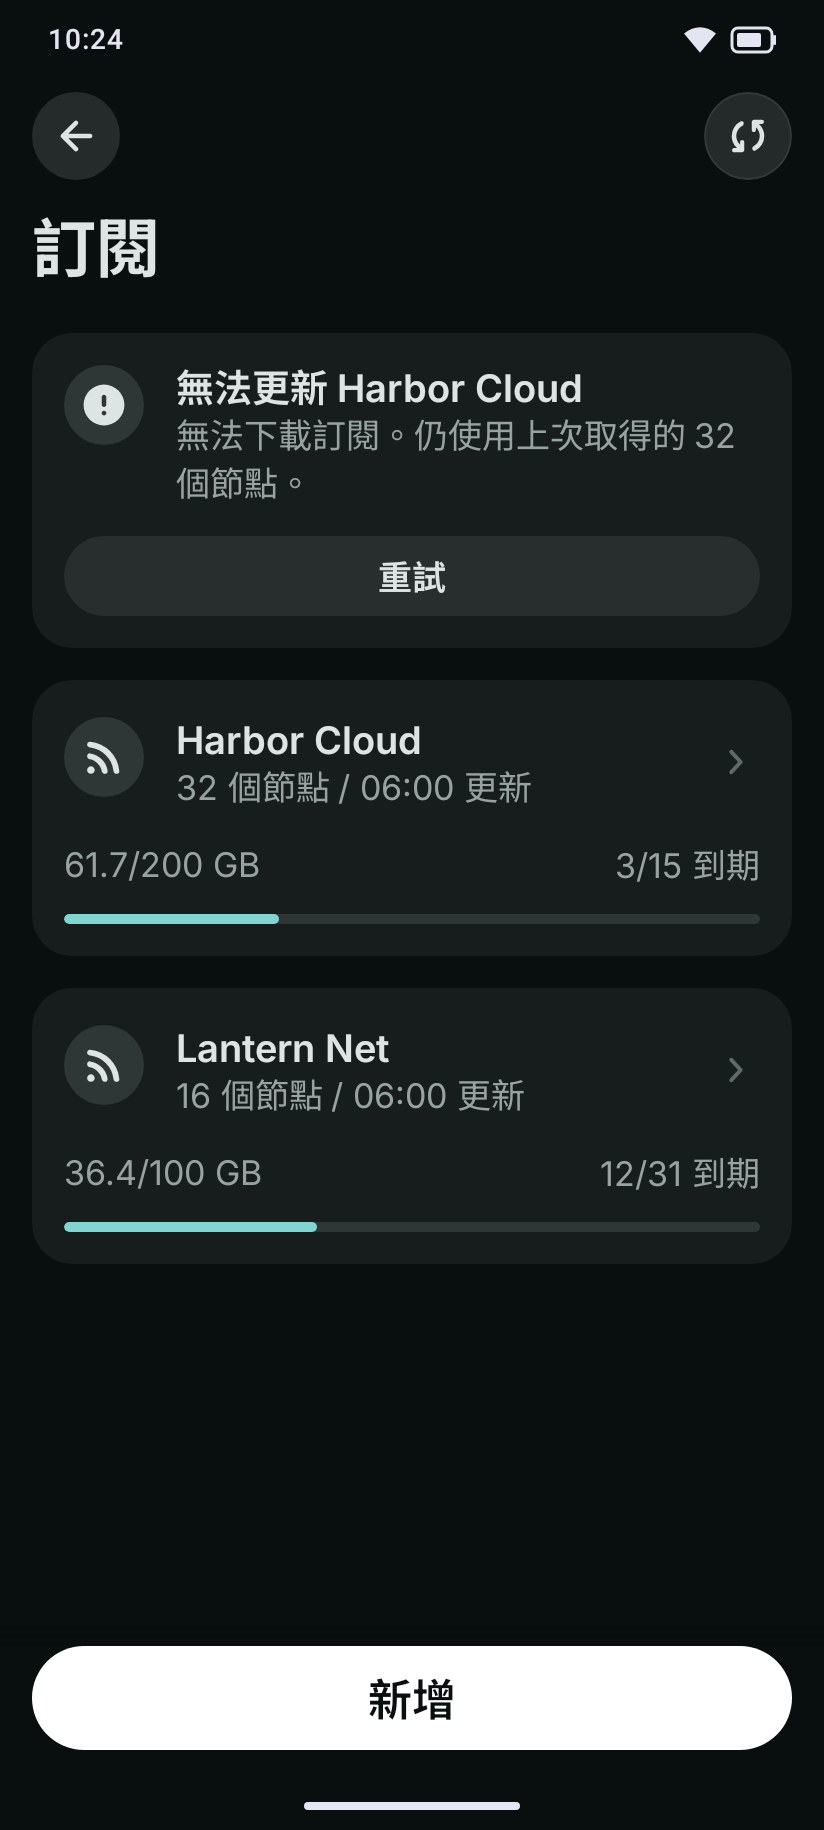 10:24
訂閱
無法更新 Harbor Cloud
無法下載訂閱。仍使用上次取得的 32
個節點。
重試
Harbor Cloud
32 個節點 / 06:00 更新
61.7/200 GB
3/15 到期
Lantern Net
16 個節點 / 06:00 更新
36.4/100 GB
12/31 到期
新增